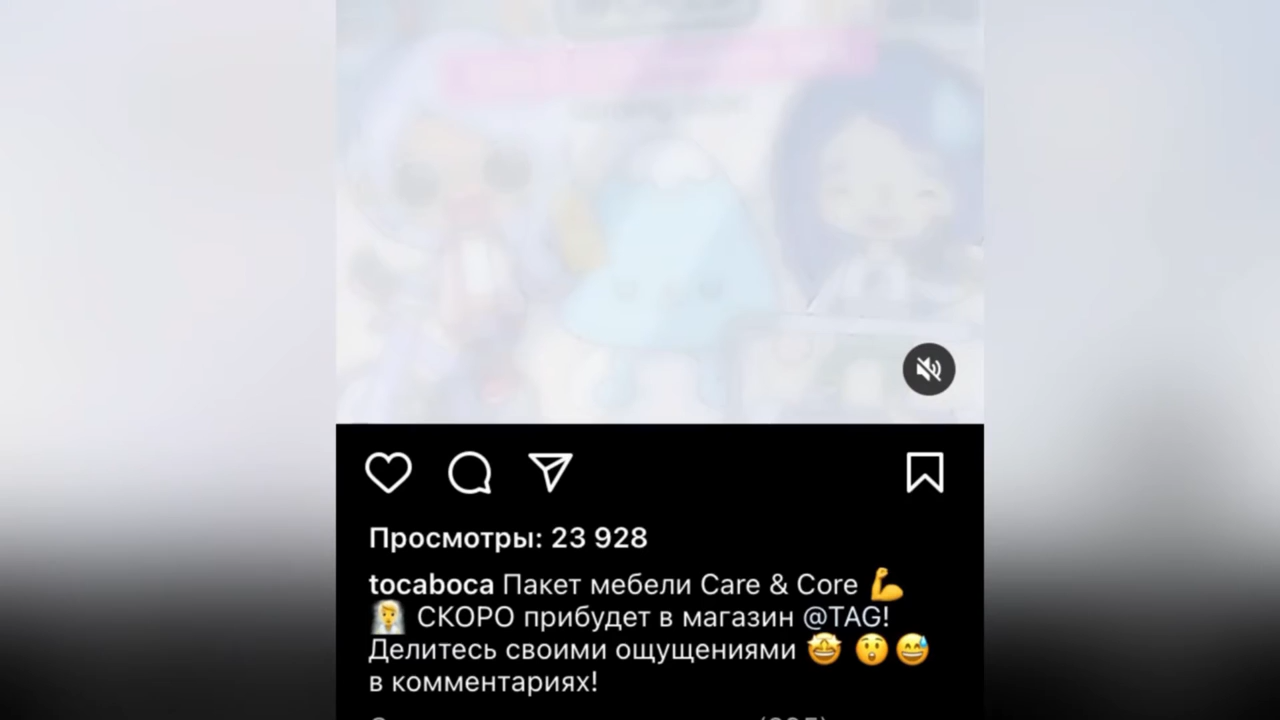 Просмотры: 23 928
tocaboca Пакет мебели Care & Core 💪
👰 СКОРО прибудет в магазин @TAG!
Делитесь своими ощущениями 🤩 😲 😅
в комментариях!